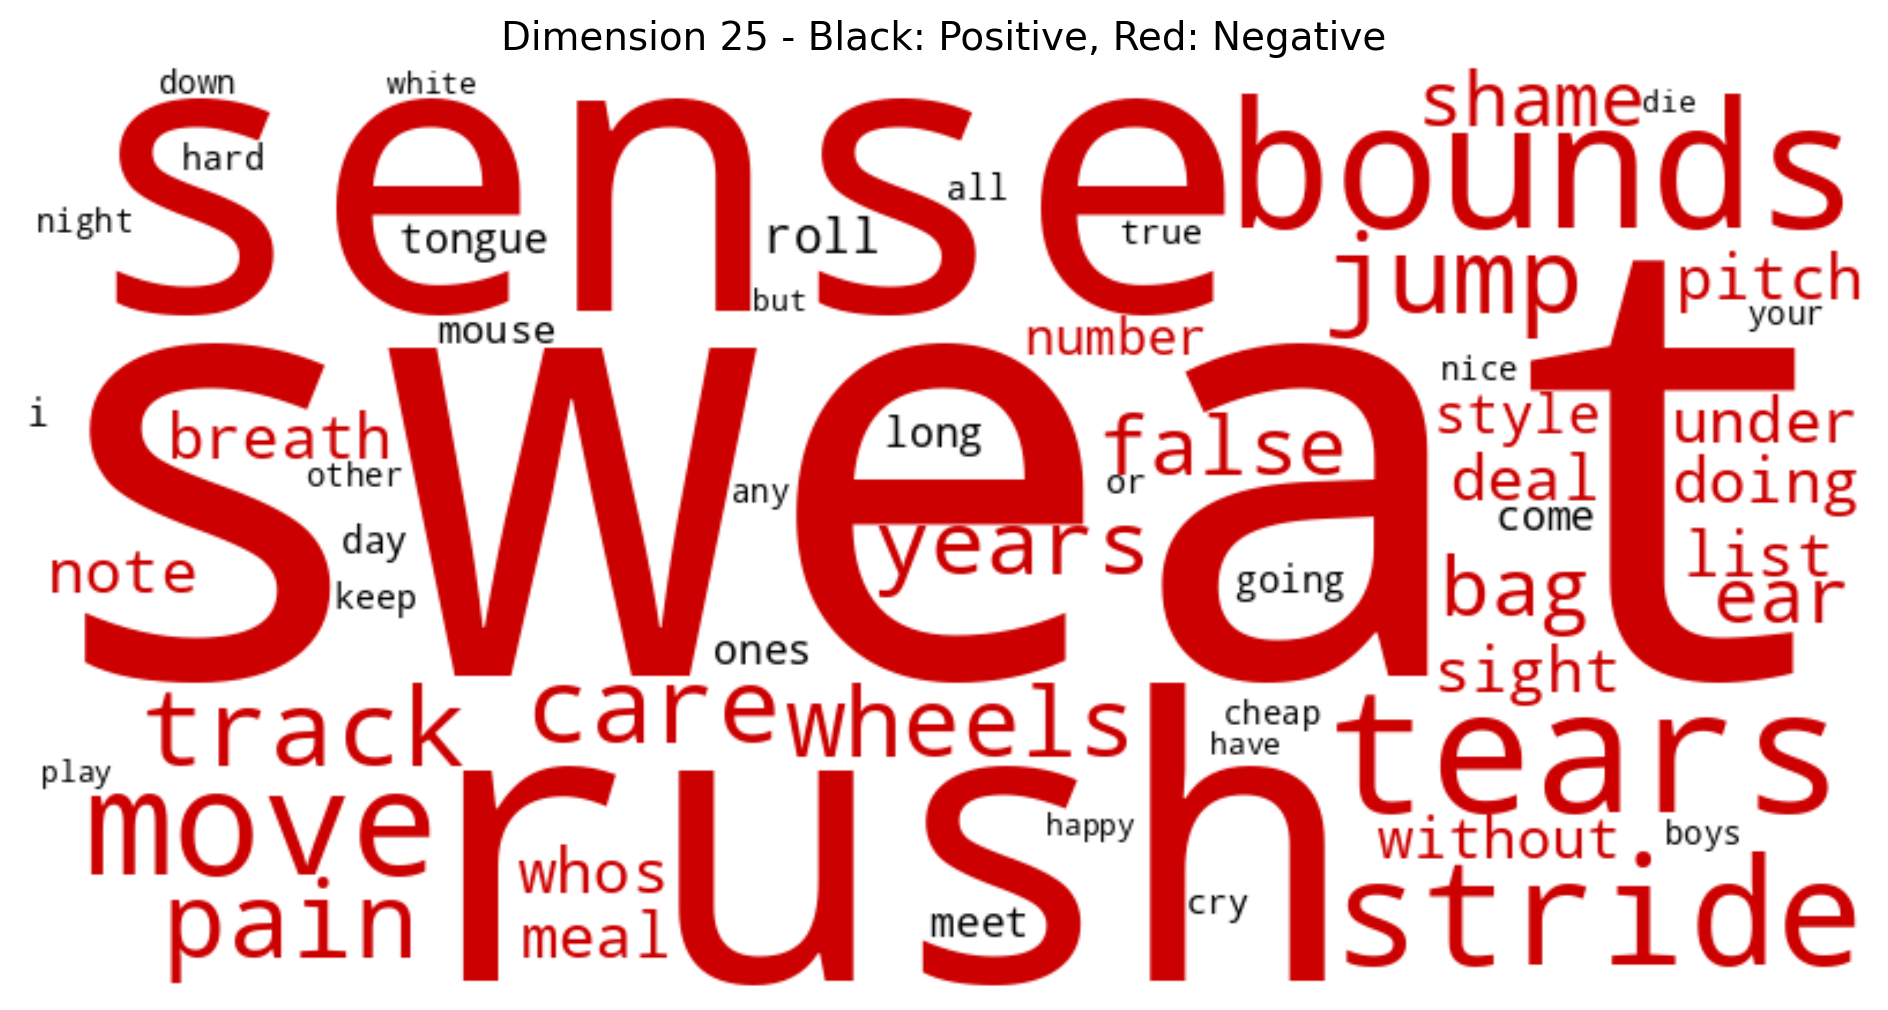 Dimension 25 - Black: Positive, Red: Negative
down
white
shame
die
sense
bounds
hard
all
night
tongue
roll
true
jump
pitch
but
your
mouse
number
sweat
nice
i
breath
long
false
style
under
other
any
or
deal
doing
come
day
years
list
note
keep
going
bag
ear
ones
sight
track
care
wheels
cheap
have
tears
play
move
rush
happy
without
boys
whos
pain
meal
meet
cry
stride